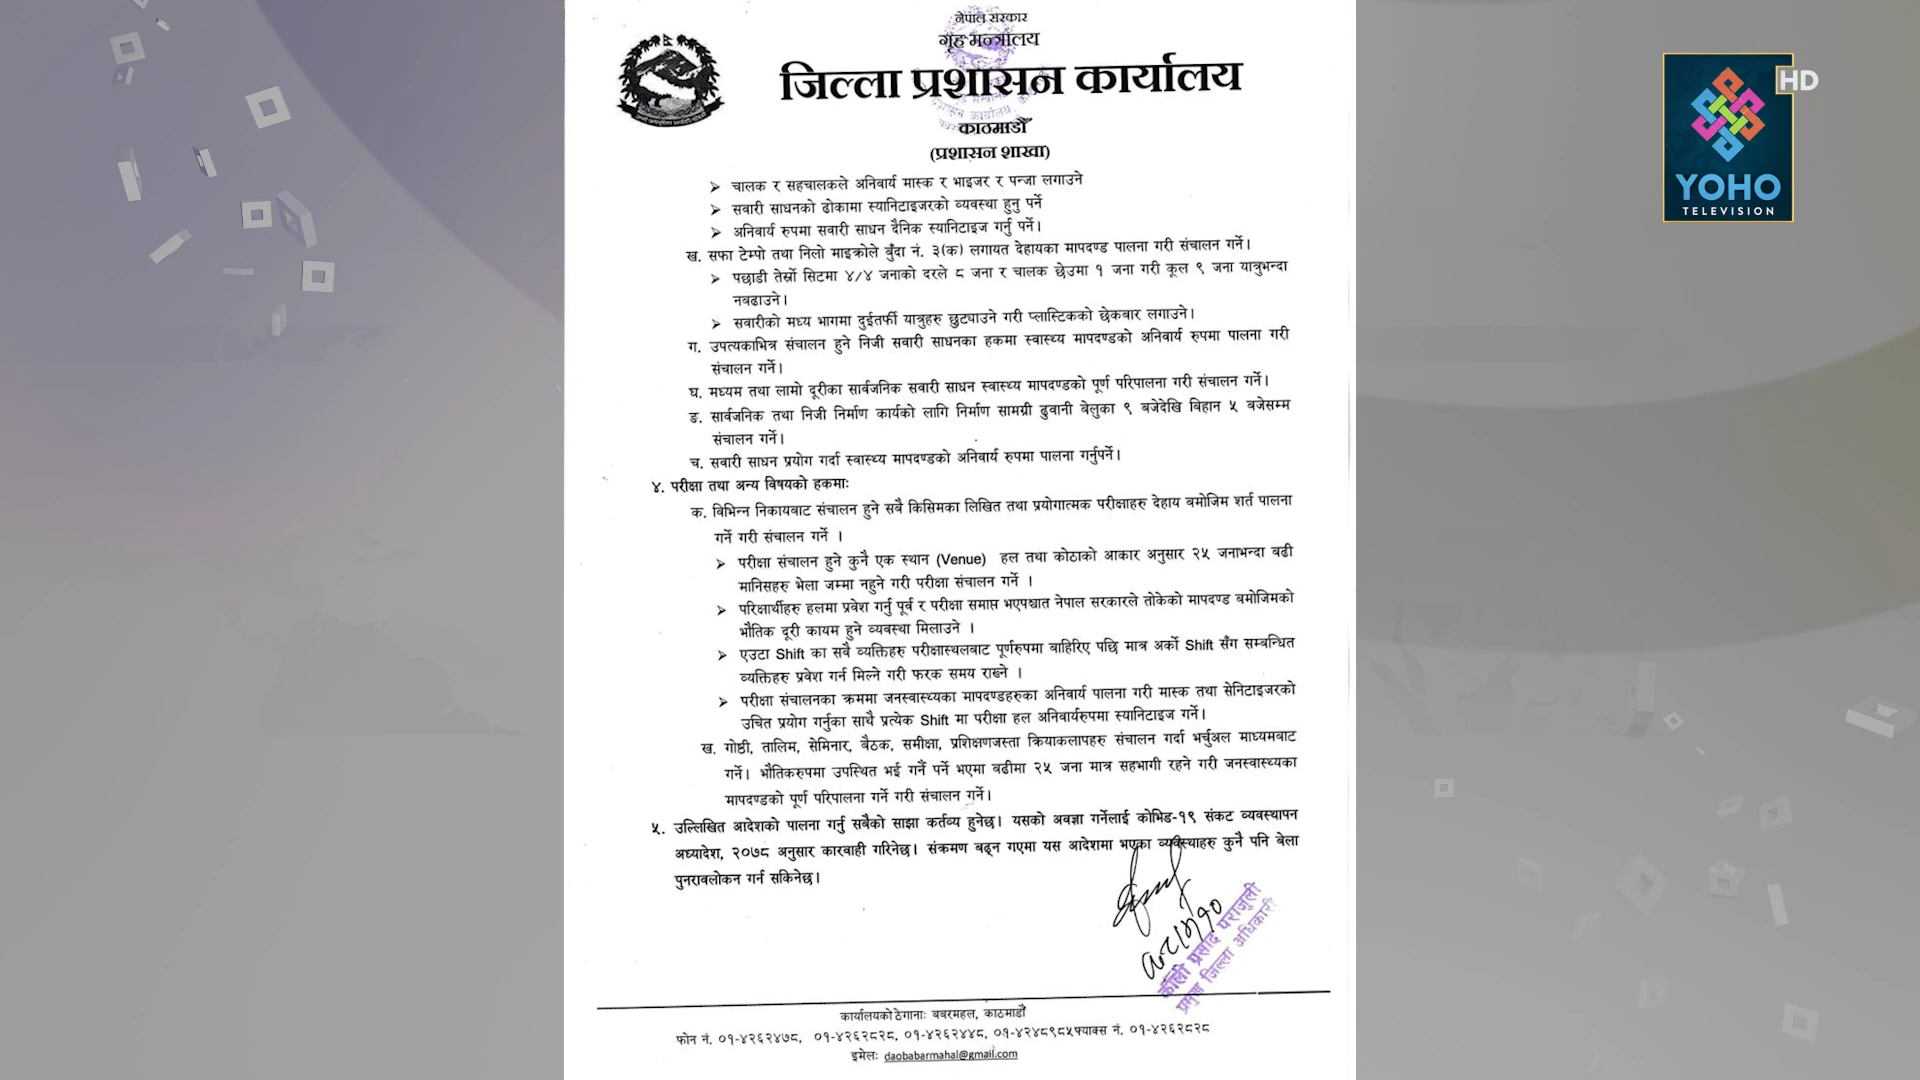 नेपाल सरकार
गृह मन्त्रालय
जिल्ला प्रशासन कार्यालय
काठमाडौं
(प्रशासन शाखा)
HD
YOHO
TELEVISION
➢ चालक र सहचालकले अनिवार्य मास्क र भाइजर र पन्जा लगाउने
➢ सवारी साधनको ढोकामा स्यानिटाइजरको व्यवस्था हुनु पर्ने
➢ अनिवार्य रुपमा सवारी साधन दैनिक स्यानिटाइज गर्नु पर्ने।
ख. सफा टेम्पो तथा निलो माइक्रोले बुँदा नं. ३(क) लगायत देहायका मापदण्ड पालना गरी संचालन गर्ने।
➢ पछाडी तेर्स्रो सिटमा ४/४ जनाको दरले ८ जना र चालक छेउमा १ जना गरी कूल ९ जना यात्रुभन्दा
नबढाउने।
➢ सवारीको मध्य भागमा दुईतर्फी यात्रुहरु छुट्याउने गरी प्लास्टिकको छेकबार लगाउने।
ग. उपत्यकाभित्र संचालन हुने निजी सवारी साधनका हकमा स्वास्थ्य मापदण्डको अनिवार्य रुपमा पालना गरी
संचालन गर्ने।
घ. मध्यम तथा लामो दूरीका सार्वजनिक सवारी साधन स्वास्थ्य मापदण्डको पूर्ण परिपालना गरी संचालन गर्ने।
ङ. सार्वजनिक तथा निजी निर्माण कार्यको लागि निर्माण सामग्री ढुवानी बेलुका ९ बजेदेखि बिहान ५ बजेसम्म
संचालन गर्ने।
च. सवारी साधन प्रयोग गर्दा स्वास्थ्य मापदण्डको अनिवार्य रुपमा पालना गर्नुपर्ने।
४. परीक्षा तथा अन्य विषयको हकमाः
क. विभिन्न निकायबाट संचालन हुने सबै किसिमका लिखित तथा प्रयोगात्मक परीक्षाहरु देहाय बमोजिम शर्त पालना
गर्ने गरी संचालन गर्ने ।
➢ परीक्षा संचालन हुने कुनै एक स्थान (Venue) हल तथा कोठाको आकार अनुसार २५ जनाभन्दा बढी
मानिसहरु भेला जम्मा नहुने गरी परीक्षा संचालन गर्ने ।
➢ परिक्षार्थीहरु हलमा प्रवेश गर्नु पूर्व र परीक्षा समाप्त भएपश्चात नेपाल सरकारले तोकेको मापदण्ड बमोजिमको
भौतिक दूरी कायम हुने व्यवस्था मिलाउने ।
➢ एउटा Shift का सबै व्यक्तिहरु परीक्षास्थलबाट पूर्णरुपमा बाहिरिए पछि मात्र अर्को Shift सँग सम्बन्धित
व्यक्तिहरु प्रवेश गर्न मिल्ने गरी फरक समय राख्ने ।
➢ परीक्षा संचालनका क्रममा जनस्वास्थ्यका मापदण्डहरुका अनिवार्य पालना गरी मास्क तथा सेनिटाइजरको
उचित प्रयोग गर्नुका साथै प्रत्येक Shift मा परीक्षा हल अनिवार्यरुपमा स्यानिटाइज गर्ने।
ख. गोष्ठी, तालिम, सेमिनार, बैठक, समीक्षा, प्रशिक्षणजस्ता क्रियाकलापहरु संचालन गर्दा भर्चुअल माध्यमबाट
गर्ने। भौतिकरुपमा उपस्थित भई गर्नै पर्ने भएमा बढीमा २५ जना मात्र सहभागी रहने गरी जनस्वास्थ्यका
मापदण्डको पूर्ण परिपालना गर्ने गरी संचालन गर्ने।
५. उल्लिखित आदेशको पालना गर्नु सबैको साझा कर्तव्य हुनेछ। यसको अवज्ञा गर्नेलाई कोभिड-१९ संकट व्यवस्थापन
अध्यादेश, २०७८ अनुसार कारवाही गरिनेछ। संक्रमण बढ्न गएमा यस आदेशमा भएका व्यवस्थाहरु कुनै पनि बेला
पुनरावलोकन गर्न सकिनेछ।
काली प्रसाद पराजुली
प्रमुख जिल्ला अधिकारी
कार्यालयको ठेगानाः बबरमहल, काठमाडौं
फोन नं. ०१-४२६२४७८, ०१-४२६२८२८, ०१-४२६२४४८, ०१-४२४८९८५फ्याक्स नं. ०१-४२६२८२८
इमेलः daobabarmahal@gmail.com